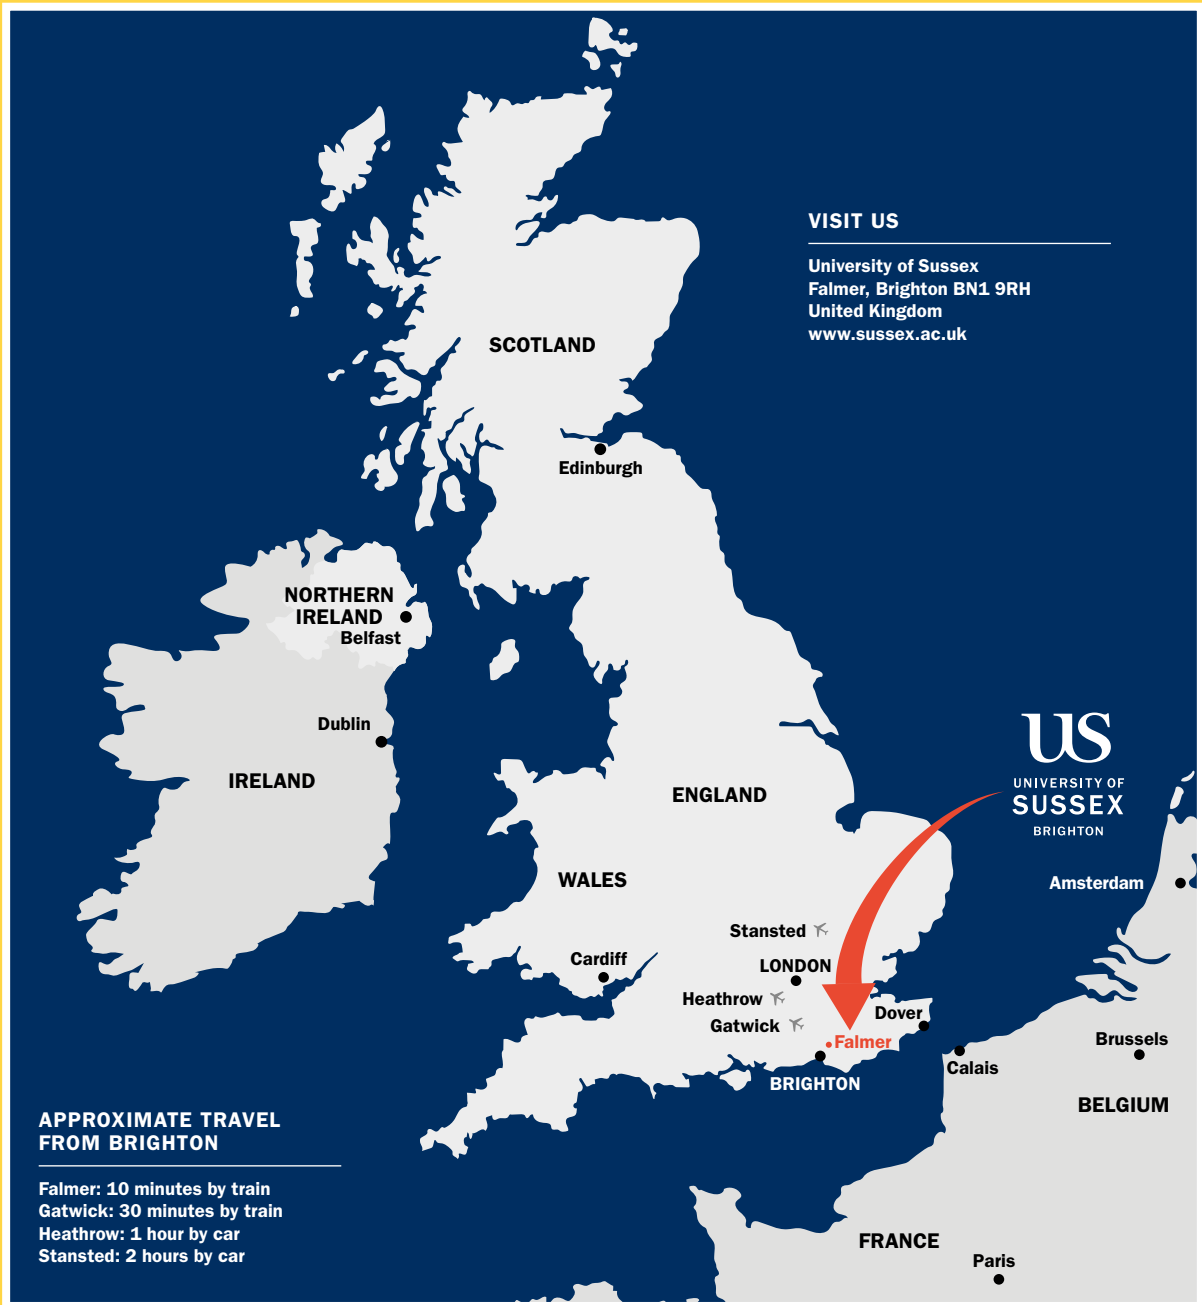 VISIT US
University of Sussex
Falmer, Brighton BN1 9RH
United Kingdom
www.sussex.ac.uk
SCOTLAND
Edinburgh
NORTHERN
IRELAND
Belfast
Dublin
IRELAND
US
UNIVERSITY OF
SUSSEX
BRIGHTON
ENGLAND
WALES
Amsterdam
Stansted
Cardiff
LONDON
Heathrow
Dover
Gatwick
Falmer
Brussels
Calais
BRIGHTON
BELGIUM
APPROXIMATE TRAVEL
FROM BRIGHTON
Falmer: 10 minutes by train
Gatwick: 30 minutes by train
Heathrow: 1 hour by car
Stansted: 2 hours by car
FRANCE
Paris